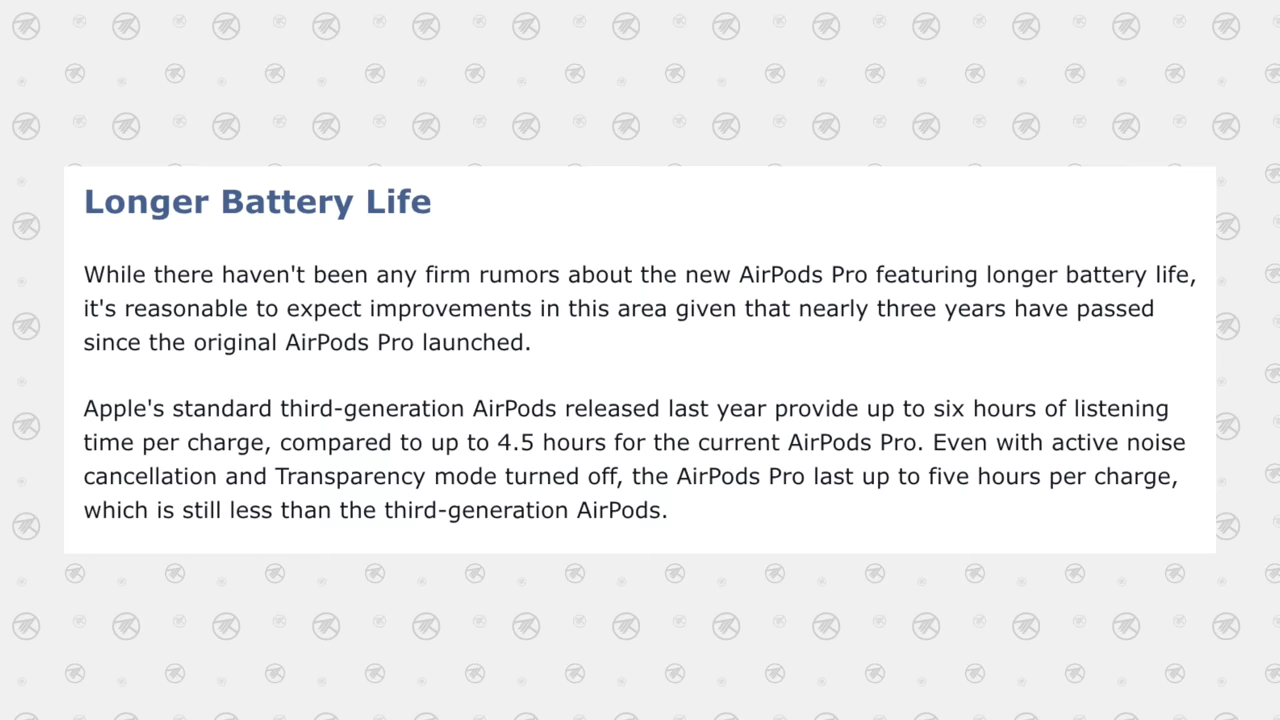 Longer Battery Life
While there haven't been any firm rumors about the new AirPods Pro featuring longer battery life,
it's reasonable to expect improvements in this area given that nearly three years have passed
since the original AirPods Pro launched.
Apple's standard third-generation AirPods released last year provide up to six hours of listening
time per charge, compared to up to 4.5 hours for the current AirPods Pro. Even with active noise
cancellation and Transparency mode turned off, the AirPods Pro last up to five hours per charge,
which is still less than the third-generation AirPods.